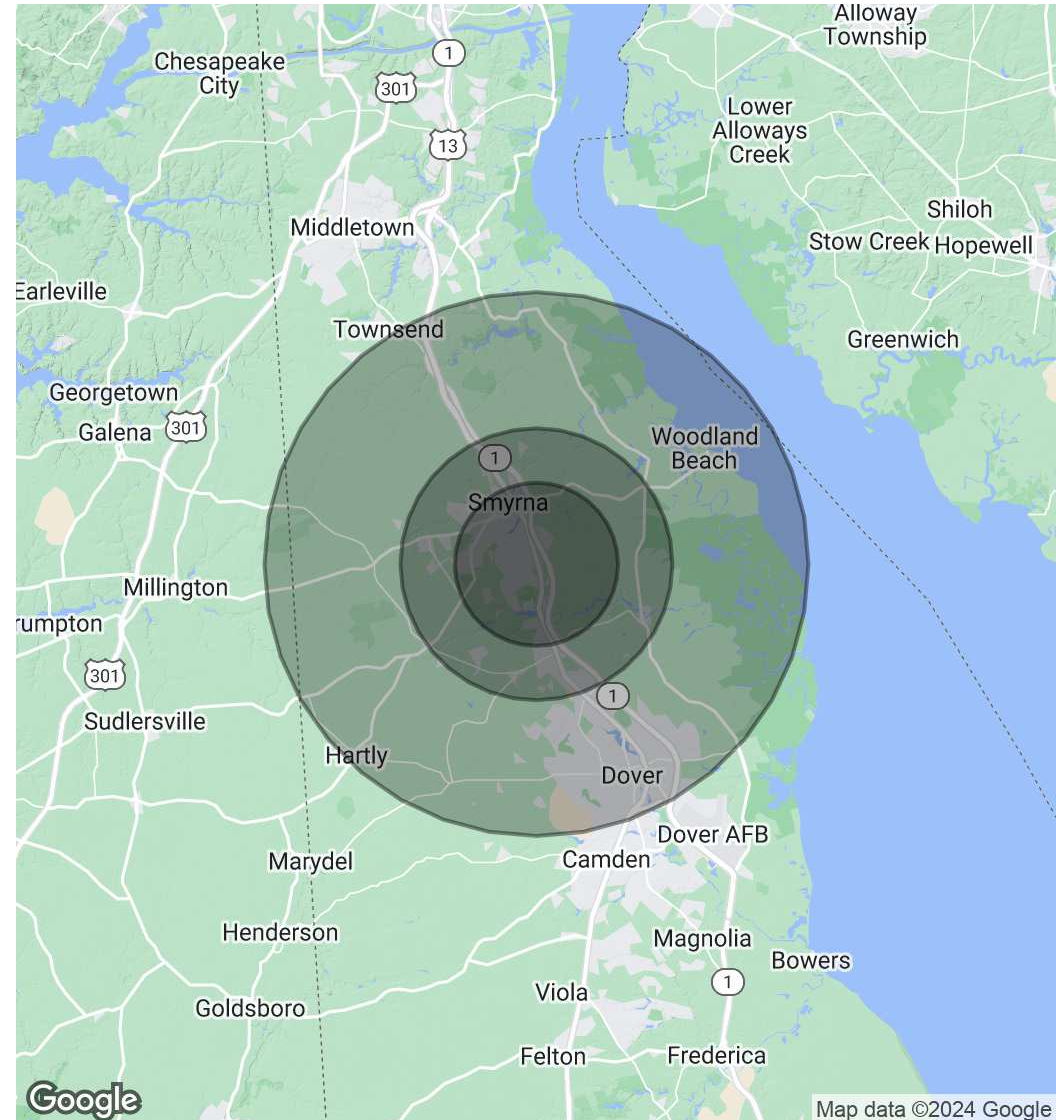 Alloway
Township
1
Chesapeake
City
301
Lower
Alloways
Creek
13
Shiloh
Middletown
Stow Creek
Hopewell
Earleville
Townsend
Greenwich
Georgetown
301
Galena
Woodland
Beach
1
Smyrna
Millington
rumpton
301
1
Sudlersville
Hartly
Dover
Dover AFB
Camden
Marydel
Henderson
Magnolia
Bowers
1
Viola
Goldsboro
Felton
Frederica
Google
Map data ©2024 Google